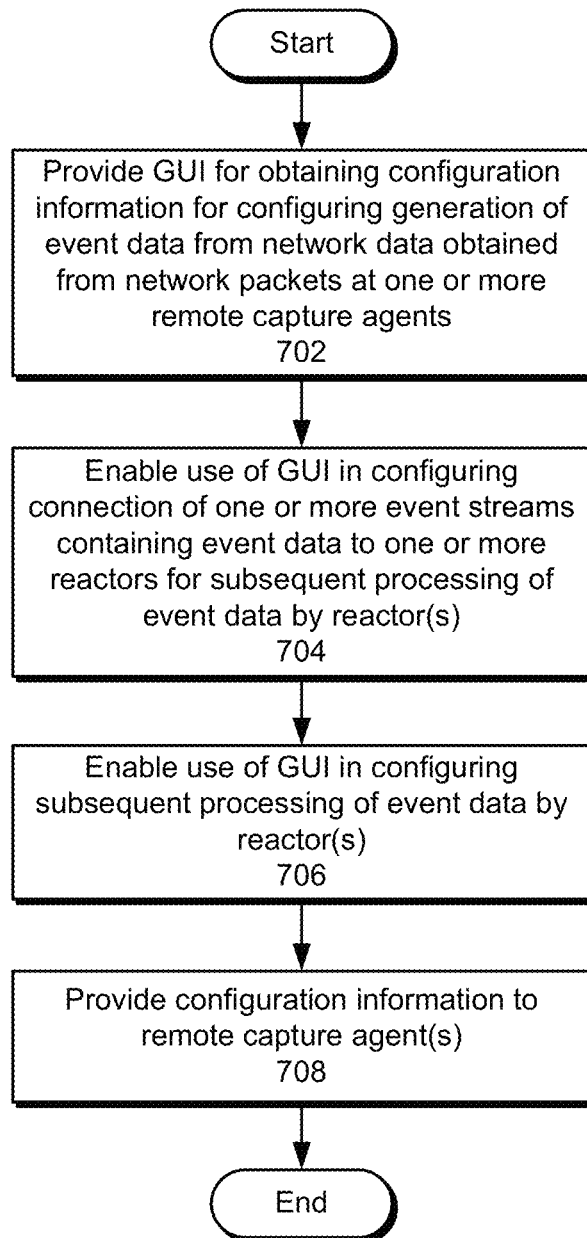 Start
Provide GUI for obtaining configuration
information for configuring generation of
event data from network data obtained
from network packets at one or more
remote capture agents
702
Enable use of GUI in configuring
connection of one or more event streams
containing event data to one or more
reactors for subsequent processing of
event data by reactor(s)
704
Enable use of GUI in configuring
subsequent processing of event data by
reactor(s)
706
Provide configuration information to
remote capture agent(s)
708
End